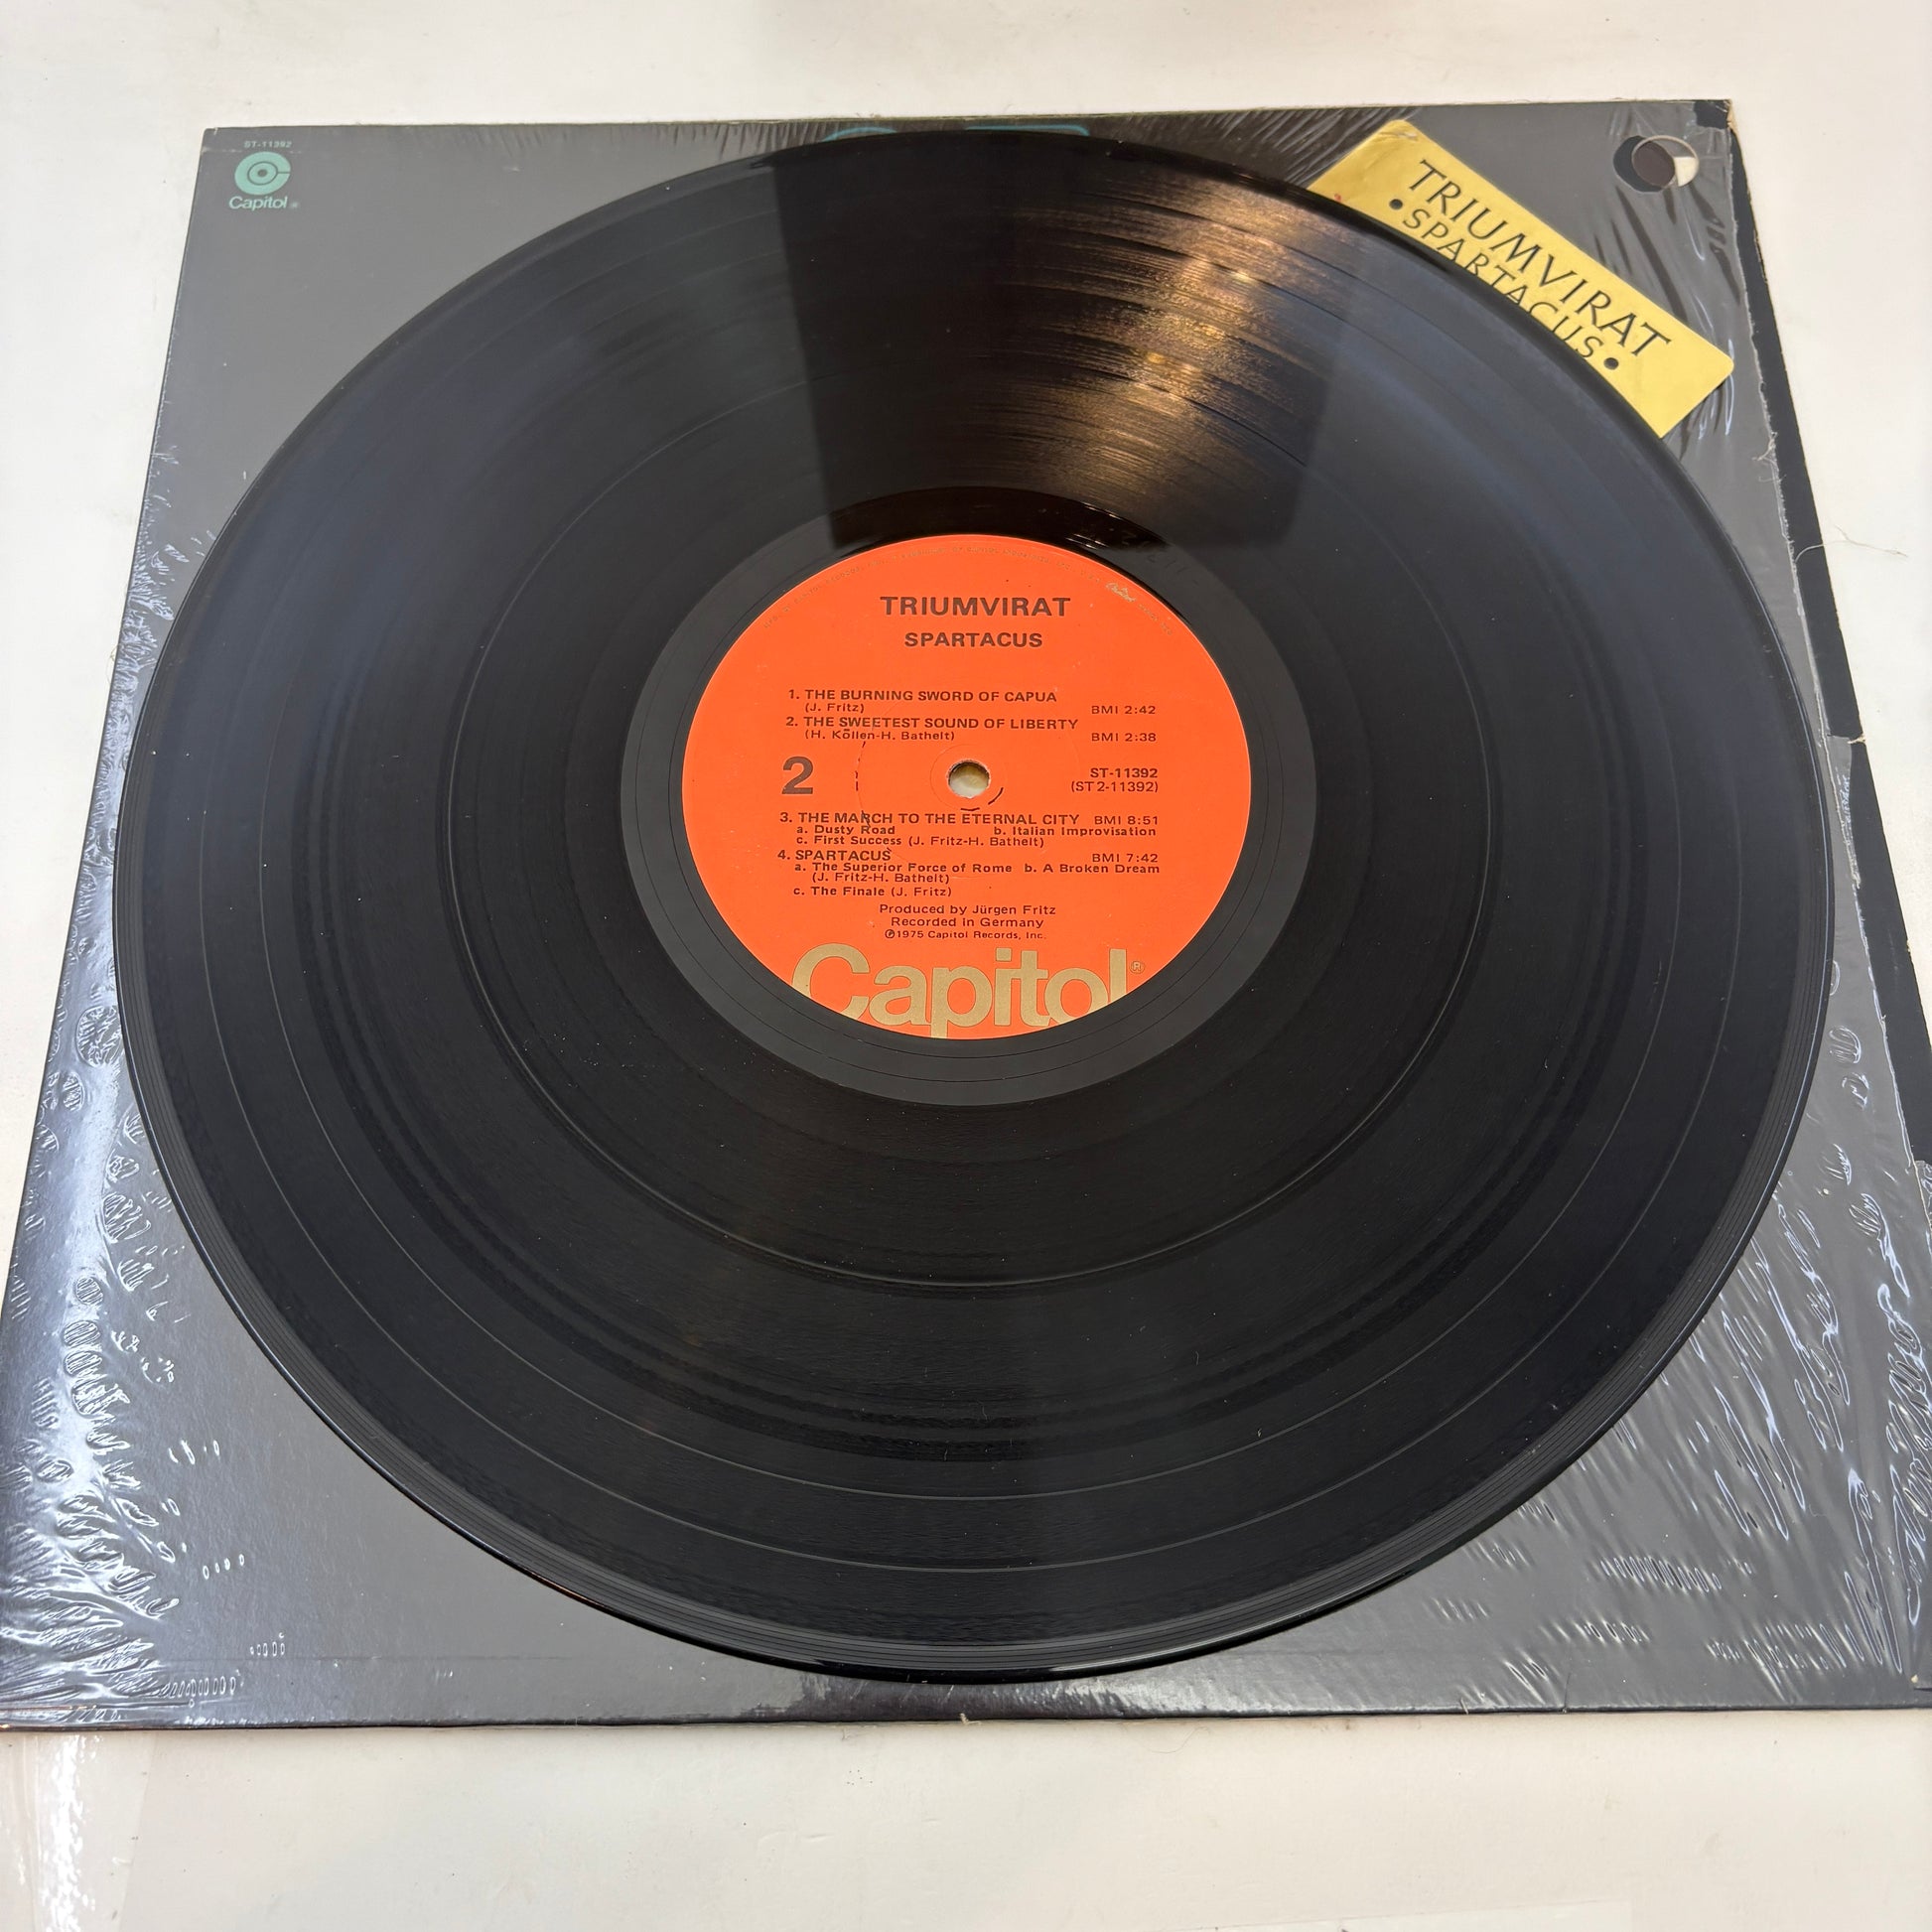 ST-11392
Capitol®
TRIUMVIRAT
•SPARTACUS•
TRIUMVIRAT
SPARTACUS
1. THE BURNING SWORD OF CAPUA
(J. Fritz) BMI 2:42
2. THE SWEETEST SOUND OF LIBERTY
(H. Köllen-H. Bathelt) BMI 2:38
2
ST-11392
(ST2-11392)
3. THE MARCH TO THE ETERNAL CITY BMI 8:51
a. Dusty Road b. Italian Improvisation
c. First Success (J. Fritz-H. Bathelt)
4. SPARTACUS BMI 7:42
a. The Superior Force of Rome b. A Broken Dream
(J. Fritz-H. Bathelt)
c. The Finale (J. Fritz)
Produced by Jürgen Fritz
Recorded in Germany
℗1975 Capitol Records, Inc.
Capitol®